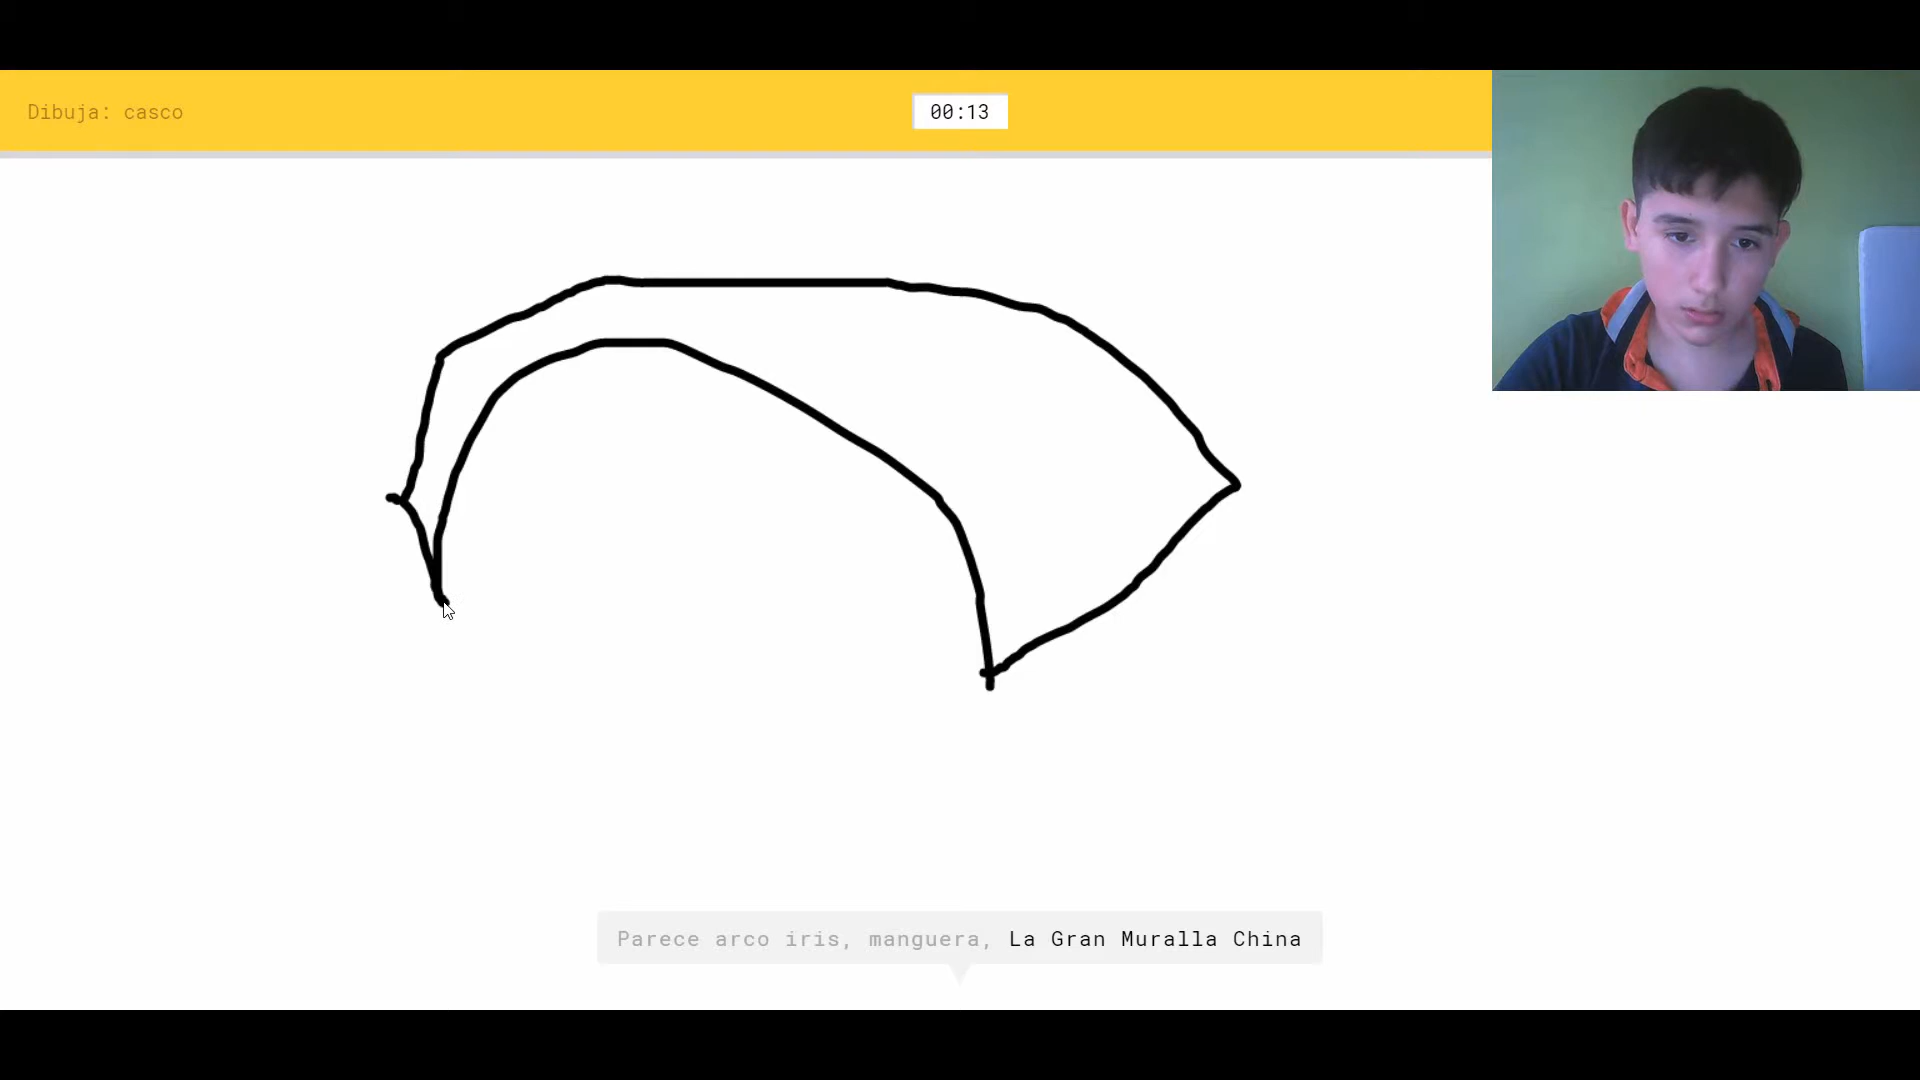 Dibuja: casco
00:13
Parece arco iris, manguera, La Gran Muralla China